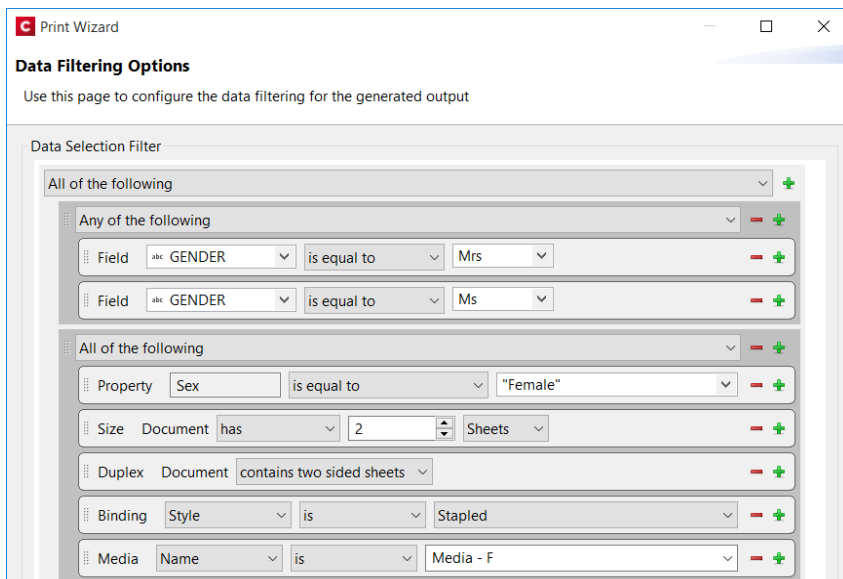 C Print Wizard
Data Filtering Options
Use this page to configure the data filtering for the generated output
Data Selection Filter
All of the following
Any of the following
Field abc GENDER is equal to Mrs
Field abc GENDER is equal to Ms
All of the following
Property Sex is equal to "Female"
Size Document has 2 Sheets
Duplex Document contains two sided sheets
Binding Style is Stapled
Media Name is Media - F